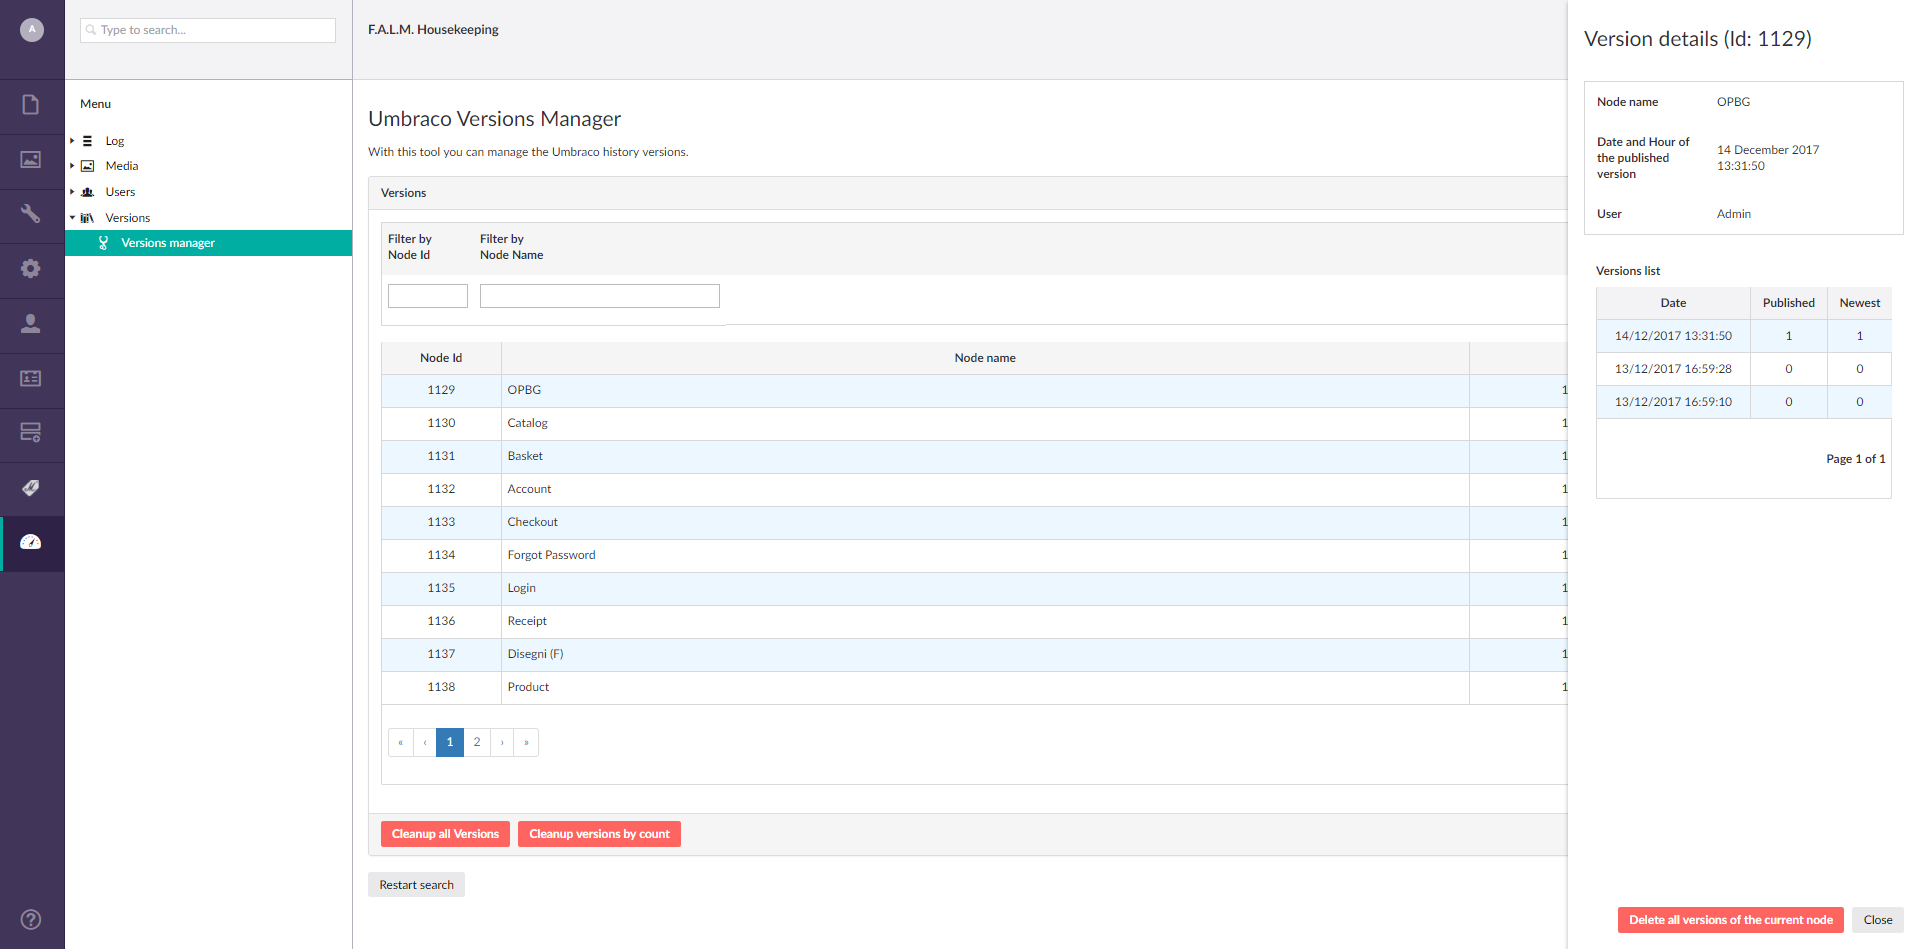 A
Type to search...
F.A.L.M. Housekeeping
Menu
Log
Media
Users
Versions
Versions manager
Umbraco Versions Manager
With this tool you can manage the Umbraco history versions.
Versions
Filter by
Node Id
Filter by
Node Name
Node Id Node name
1129 OPBG 1
1130 Catalog 1
1131 Basket 1
1132 Account 1
1133 Checkout 1
1134 Forgot Password 1
1135 Login 1
1136 Receipt 1
1137 Disegni (F) 1
1138 Product 1
« ‹ 1 2 › »
Cleanup all Versions Cleanup versions by count
Restart search
Version details (Id: 1129)
Node name OPBG
Date and Hour of
the published
version
14 December 2017
13:31:50
User Admin
Versions list
Date Published Newest
14/12/2017 13:31:50 1 1
13/12/2017 16:59:28 0 0
13/12/2017 16:59:10 0 0
Page 1 of 1
Delete all versions of the current node Close